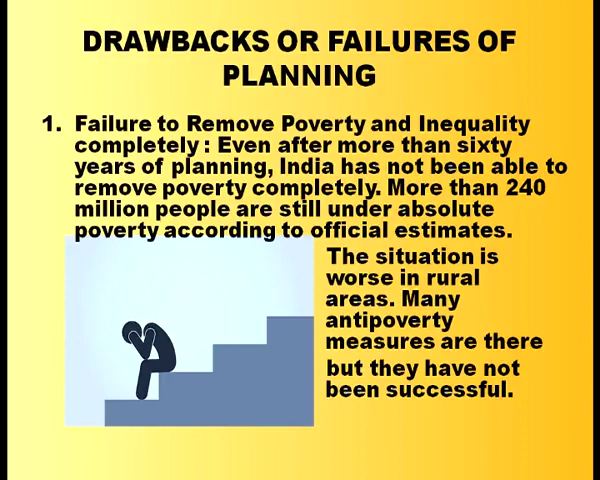 DRAWBACKS OR FAILURES OF
PLANNING
1. Failure to Remove Poverty and Inequality
completely : Even after more than sixty
years of planning, India has not been able to
remove poverty completely. More than 240
million people are still under absolute
poverty according to official estimates.
The situation is
worse in rural
areas. Many
antipoverty
measures are there
but they have not
been successful.